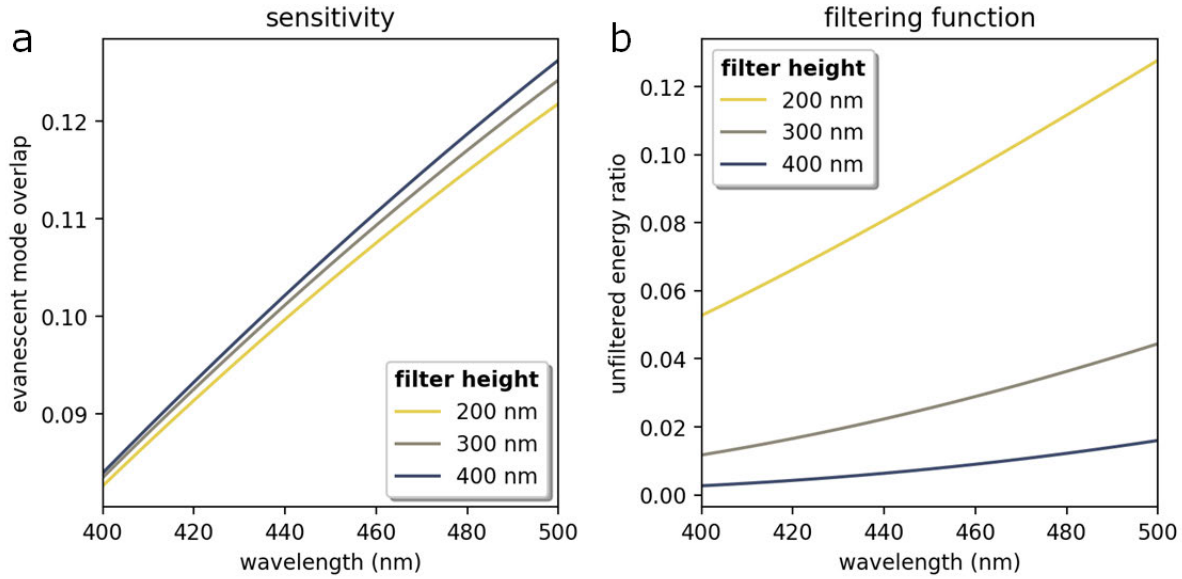 a
sensitivity
evanescent mode overlap
0.12
0.11
0.10
0.09
filter height
200 nm
300 nm
400 nm
400 420 440 460 480 500
wavelength (nm)
b
filtering function
unfiltered energy ratio
0.12
0.10
0.08
0.06
0.04
0.02
0.00
filter height
200 nm
300 nm
400 nm
400 420 440 460 480 500
wavelength (nm)